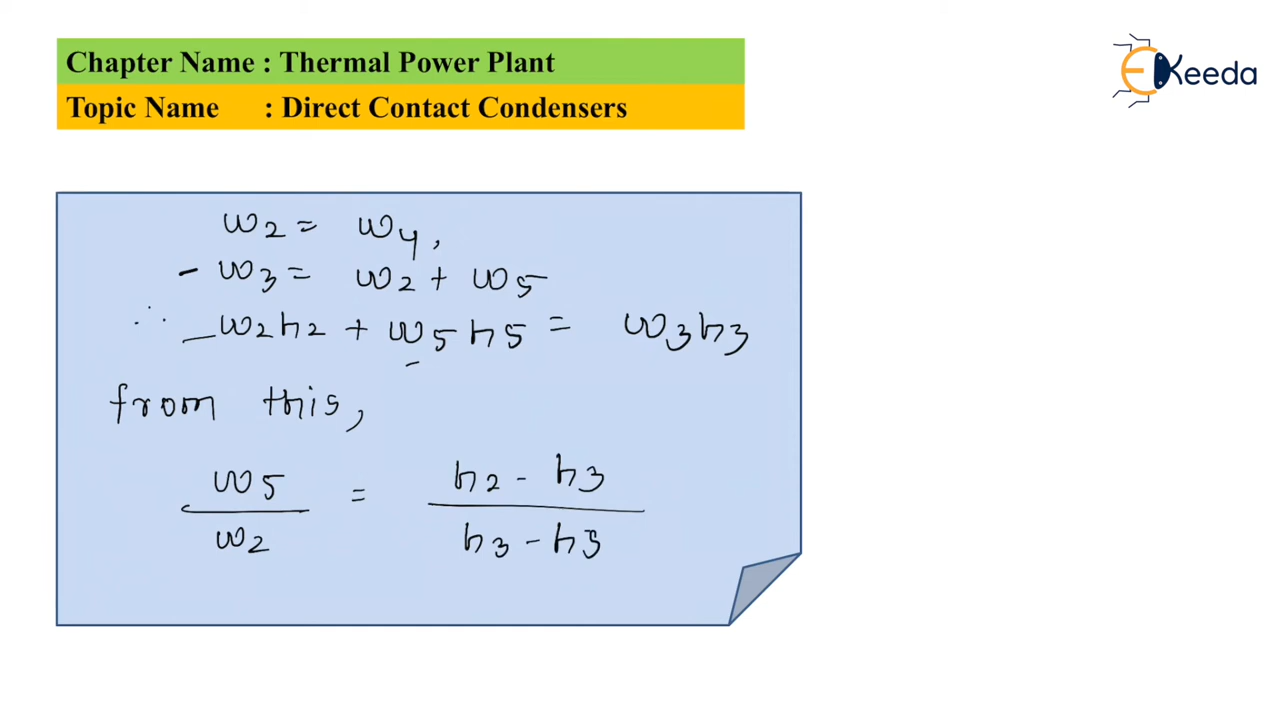 Chapter Name : Thermal Power Plant
Topic Name : Direct Contact Condensers
EKeeda
w2 = w4,
- w3 = w2 + w5
∴ w2h2 + w5h5 = w3h3
from this,
w5 / w2 = h2 - h3 / h3 - h5